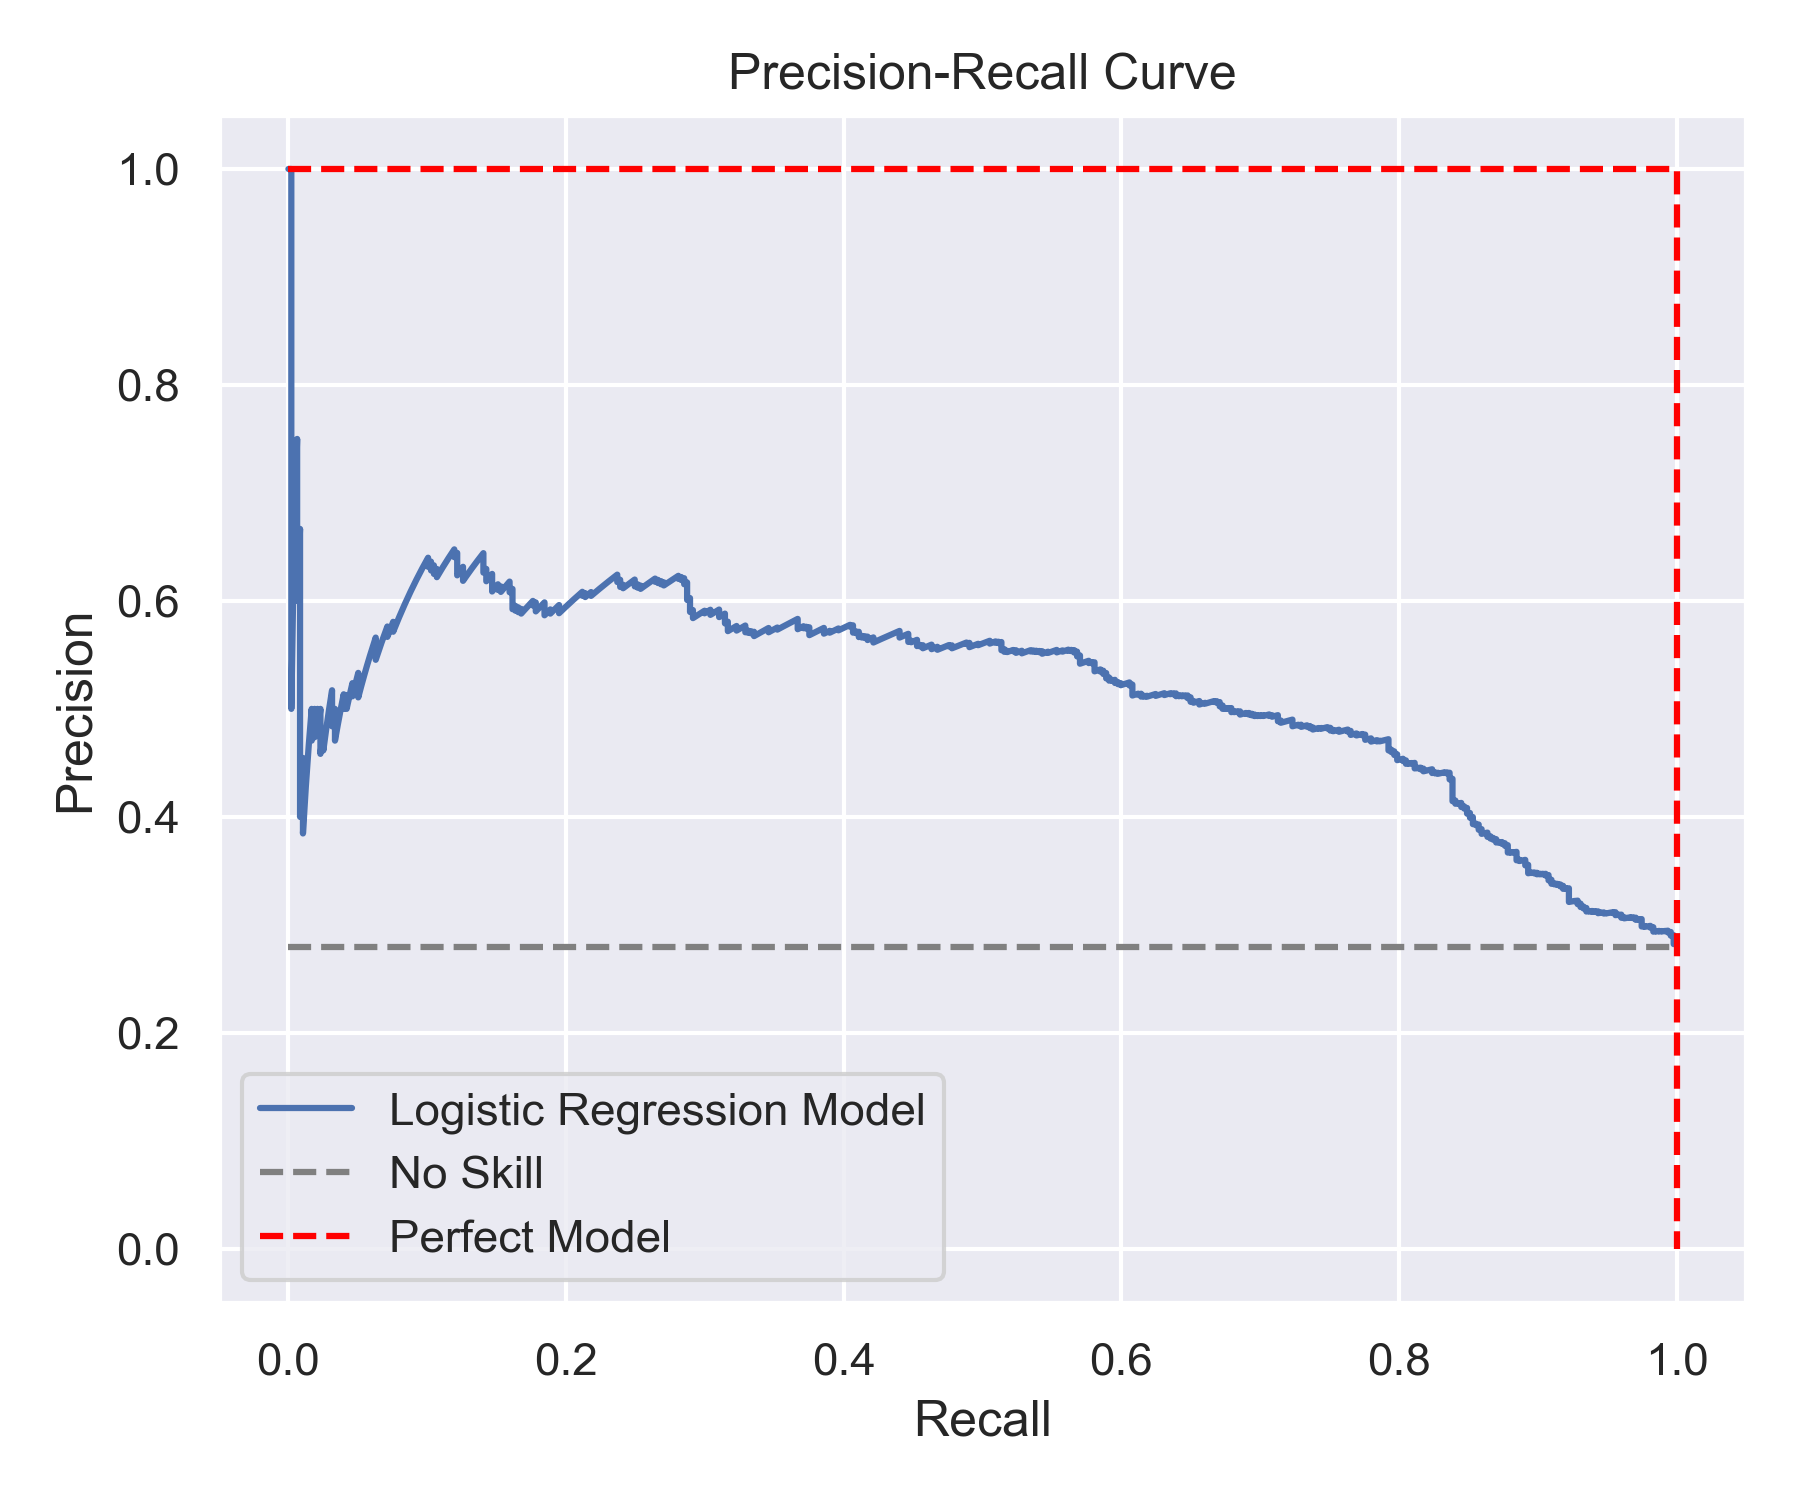 Precision-Recall Curve
1.0
0.8
0.6
0.4
0.2
0.0
Precision
Logistic Regression Model
No Skill
Perfect Model
0.0 0.2 0.4 0.6 0.8 1.0
Recall